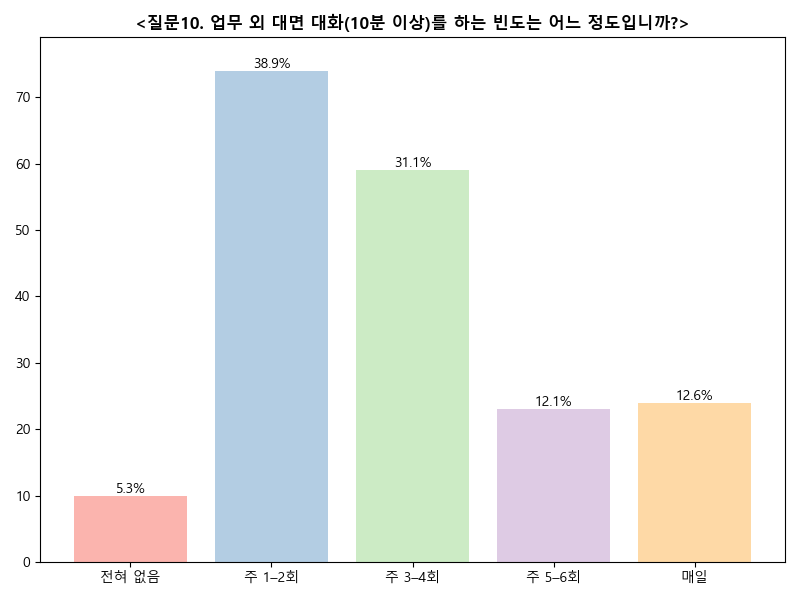 <질문10. 업무 외 대면 대화(10분 이상)를 하는 빈도는 어느 정도입니까?>
38.9%
31.1%
12.6%
12.1%
5.3%
70
60
50
40
30
20
10
0
전혀 없음
주 1–2회
주 3–4회
주 5–6회
매일